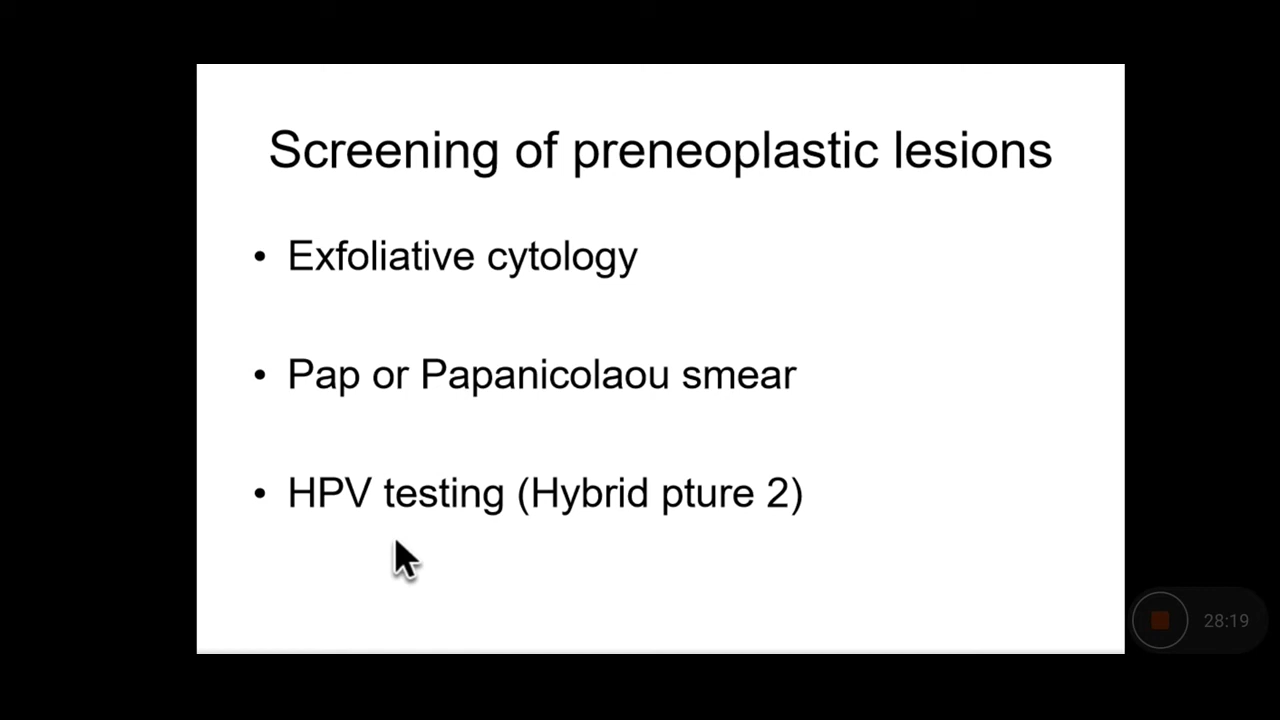 Screening of preneoplastic lesions
• Exfoliative cytology
• Pap or Papanicolaou smear
• HPV testing (Hybrid pture 2)
28:19